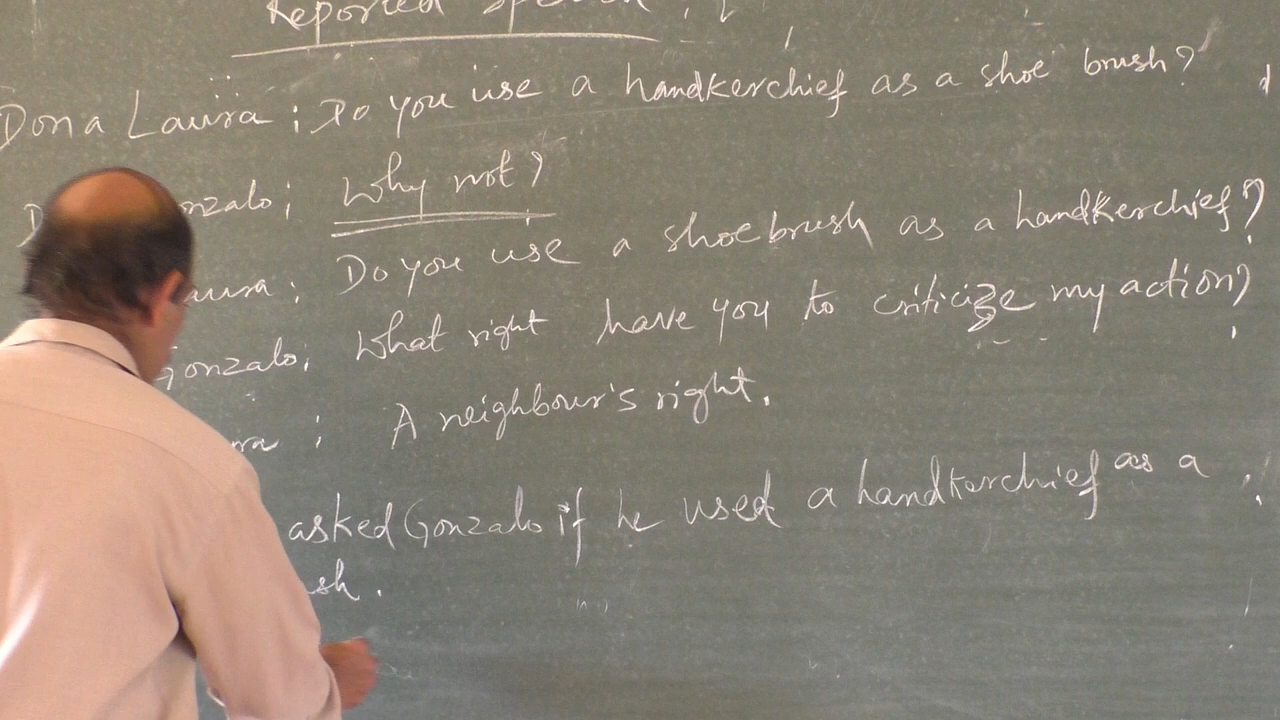 Reported speech
Dona Laura : Do you use a handkerchief as a shoe brush?
D nzalo ; Why not?
aura : Do you use a shoebrush as a handkerchief?
Gonzalo ; What right have you to criticize my action?
ra ; A neighbour's right.
asked Gonzalo if he used a handkerchief as a
ush.